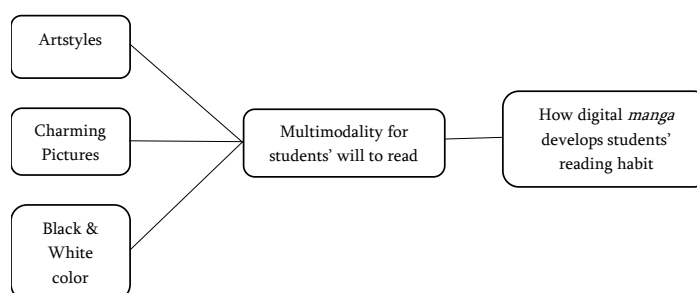 Artstyles
Charming
Pictures
Black &
White
color
Multimodality for
students’ will to read
How digital manga
develops students’
reading habit